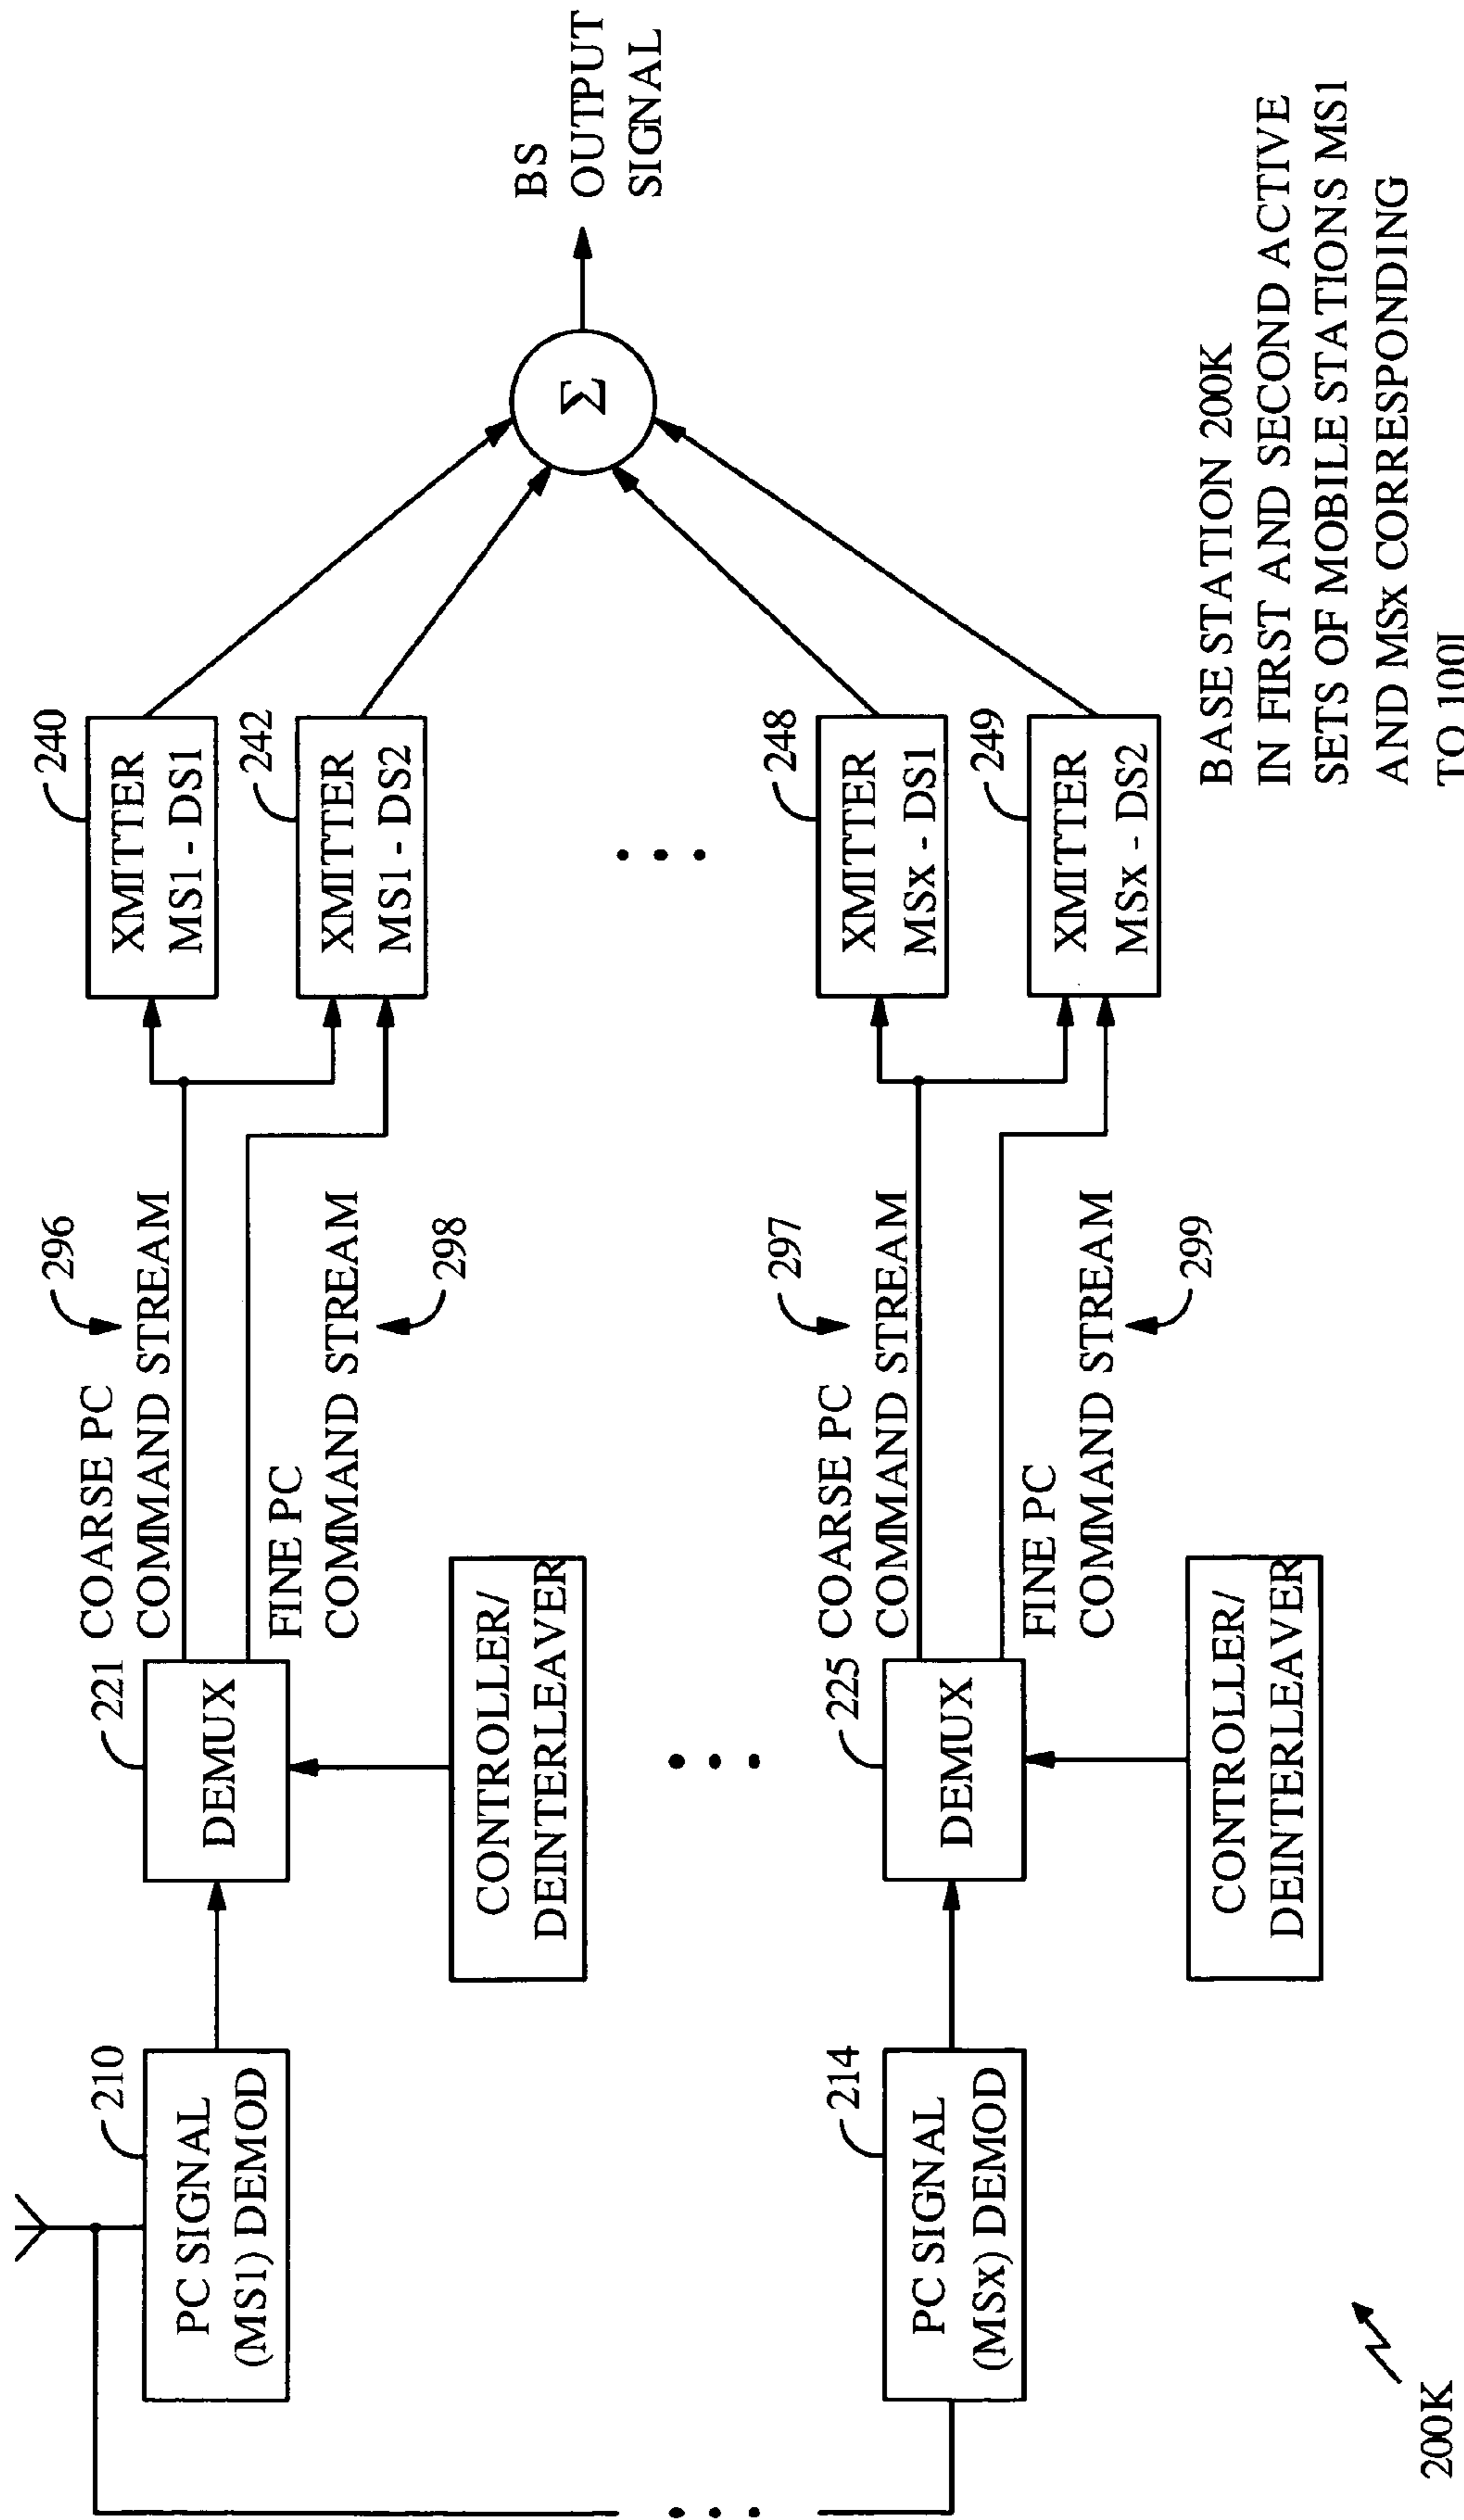 210
PC SIGNAL
(MS1) DEMOD
221
DEMUX
CONTROLLER/
DEINTERLEAVER
COARSE PC
COMMAND STREAM
296
FINE PC
COMMAND STREAM
298
240
XMITTER
MS1 - DS1
242
XMITTER
MS1 - DS2
214
PC SIGNAL
(MSx) DEMOD
225
DEMUX
CONTROLLER/
DEINTERLEAVER
COARSE PC
COMMAND STREAM
297
FINE PC
COMMAND STREAM
299
248
XMITTER
MSx - DS1
249
XMITTER
MSx - DS2
Σ
BS
OUTPUT
SIGNAL
200K
BASE STATION 200K
IN FIRST AND SECOND ACTIVE
SETS OF MOBILE STATIONS MS1
AND MSx CORRESPONDING
TO 100I